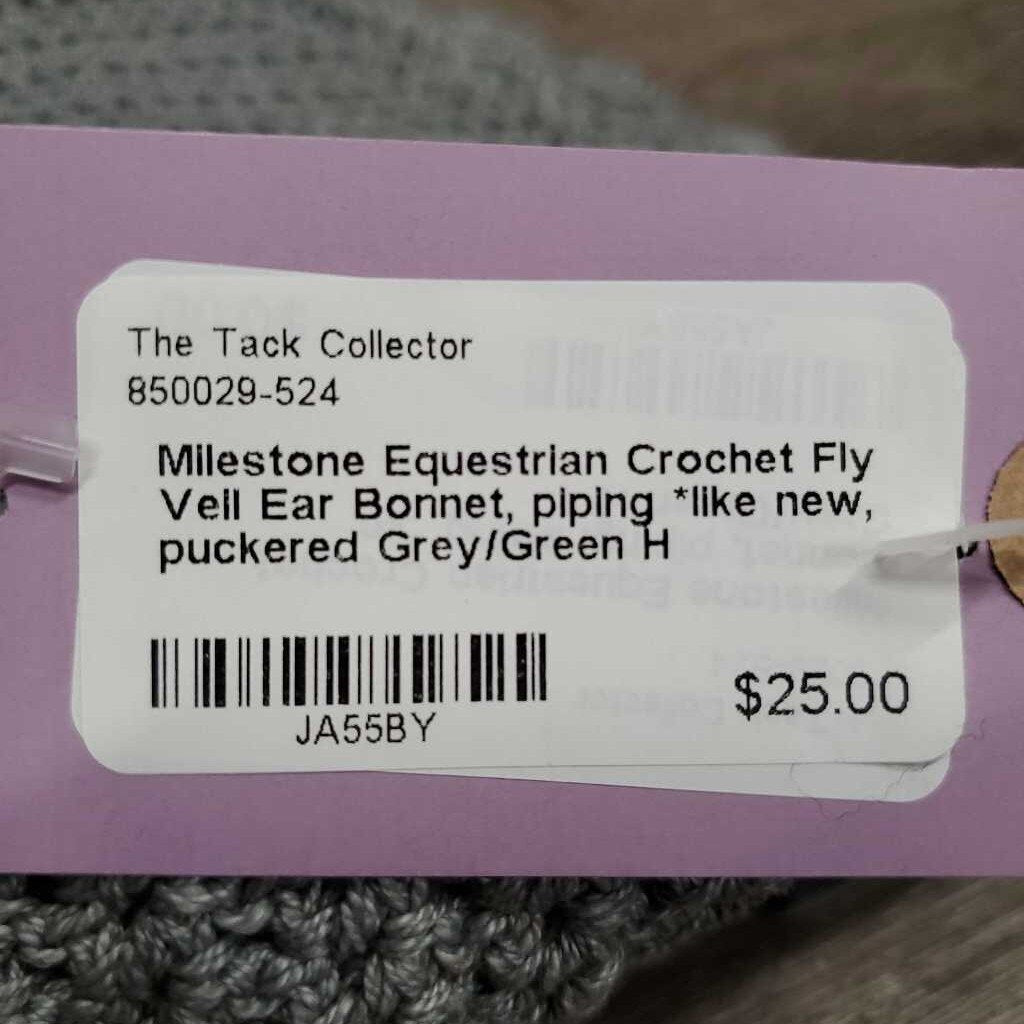 The Tack Collector
850029-524
Milestone Equestrian Crochet Fly
Veil Ear Bonnet, piping *like new,
puckered Grey/Green H
JA55BY
$25.00